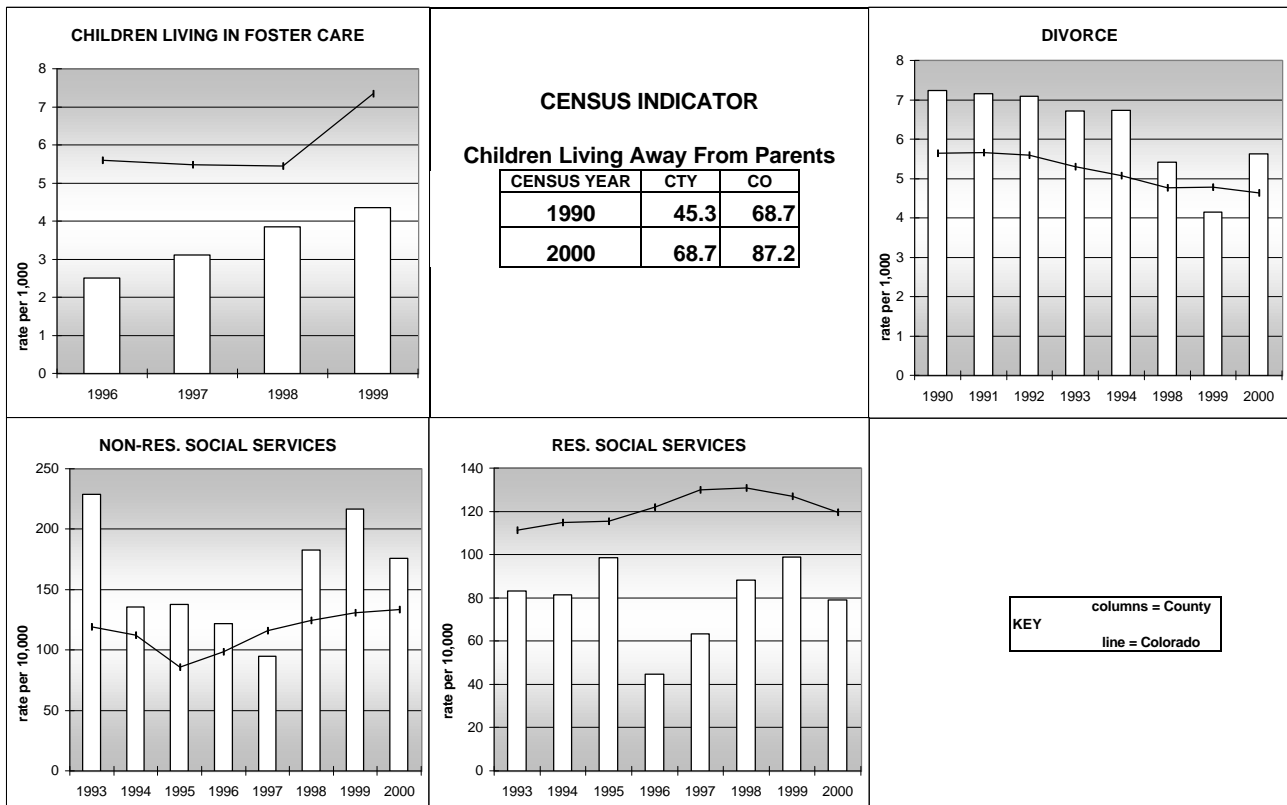 CHILDREN LIVING IN FOSTER CARE
8
7
6
5
4
3
2
1
0
rate per 1,000
1996 1997 1998 1999
CENSUS INDICATOR
Children Living Away From Parents
CENSUS YEAR CTY CO
1990 45.3 68.7
2000 68.7 87.2
DIVORCE
8
7
6
5
4
3
2
1
0
rate per 1,000
1990 1991 1992 1993 1994 1998 1999 2000
NON-RES. SOCIAL SERVICES
250
200
150
100
50
0
rate per 10,000
1993 1994 1995 1996 1997 1998 1999 2000
RES. SOCIAL SERVICES
140
120
100
80
60
40
20
0
rate per 10,000
1993 1994 1995 1996 1997 1998 1999 2000
columns = County
KEY
line = Colorado